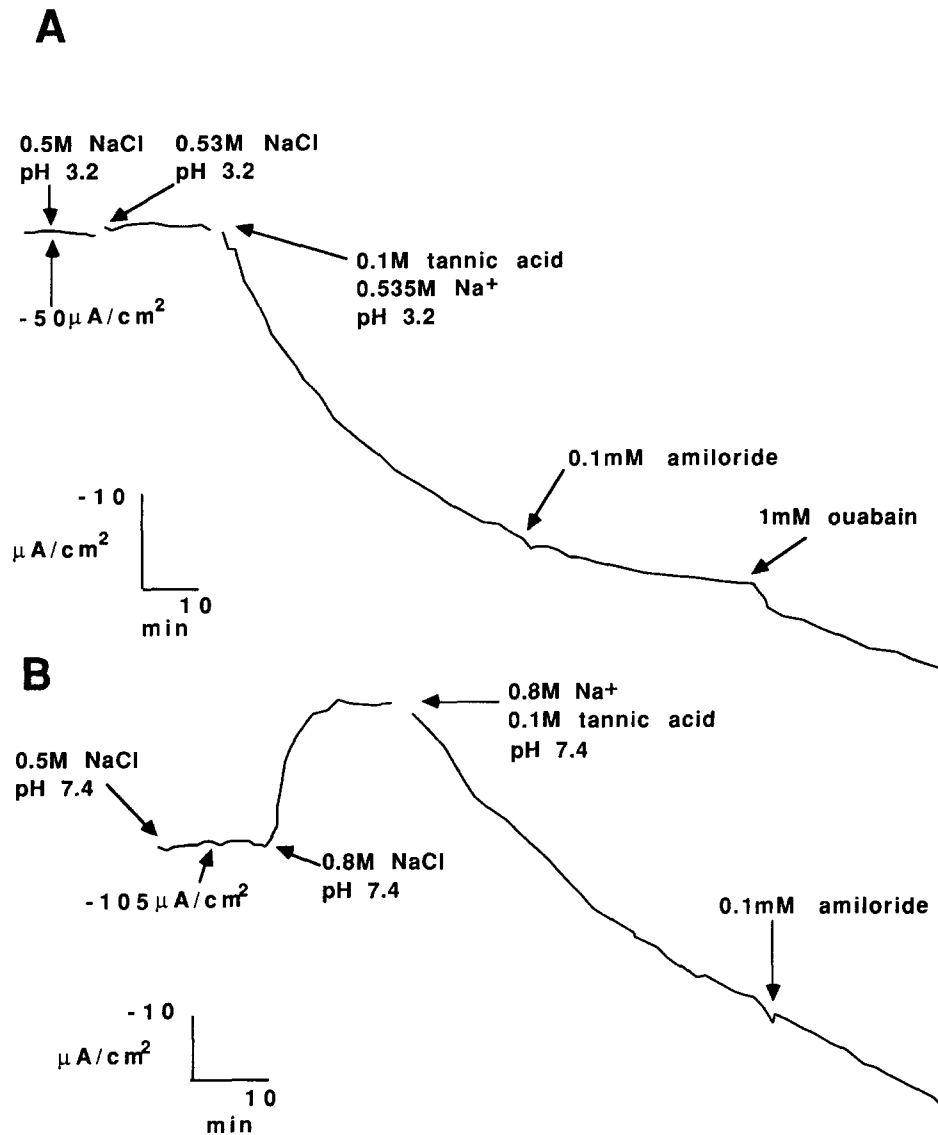 A
0.5M NaCl
pH 3.2
0.53M NaCl
pH 3.2
-50µA/cm²
0.1M tannic acid
0.535M Na⁺
pH 3.2
0.1mM amiloride
1mM ouabain
-10
µA/cm²
10
min
B
0.5M NaCl
pH 7.4
0.8M Na⁺
0.1M tannic acid
pH 7.4
-105µA/cm²
0.8M NaCl
pH 7.4
0.1mM amiloride
-10
µA/cm²
10
min